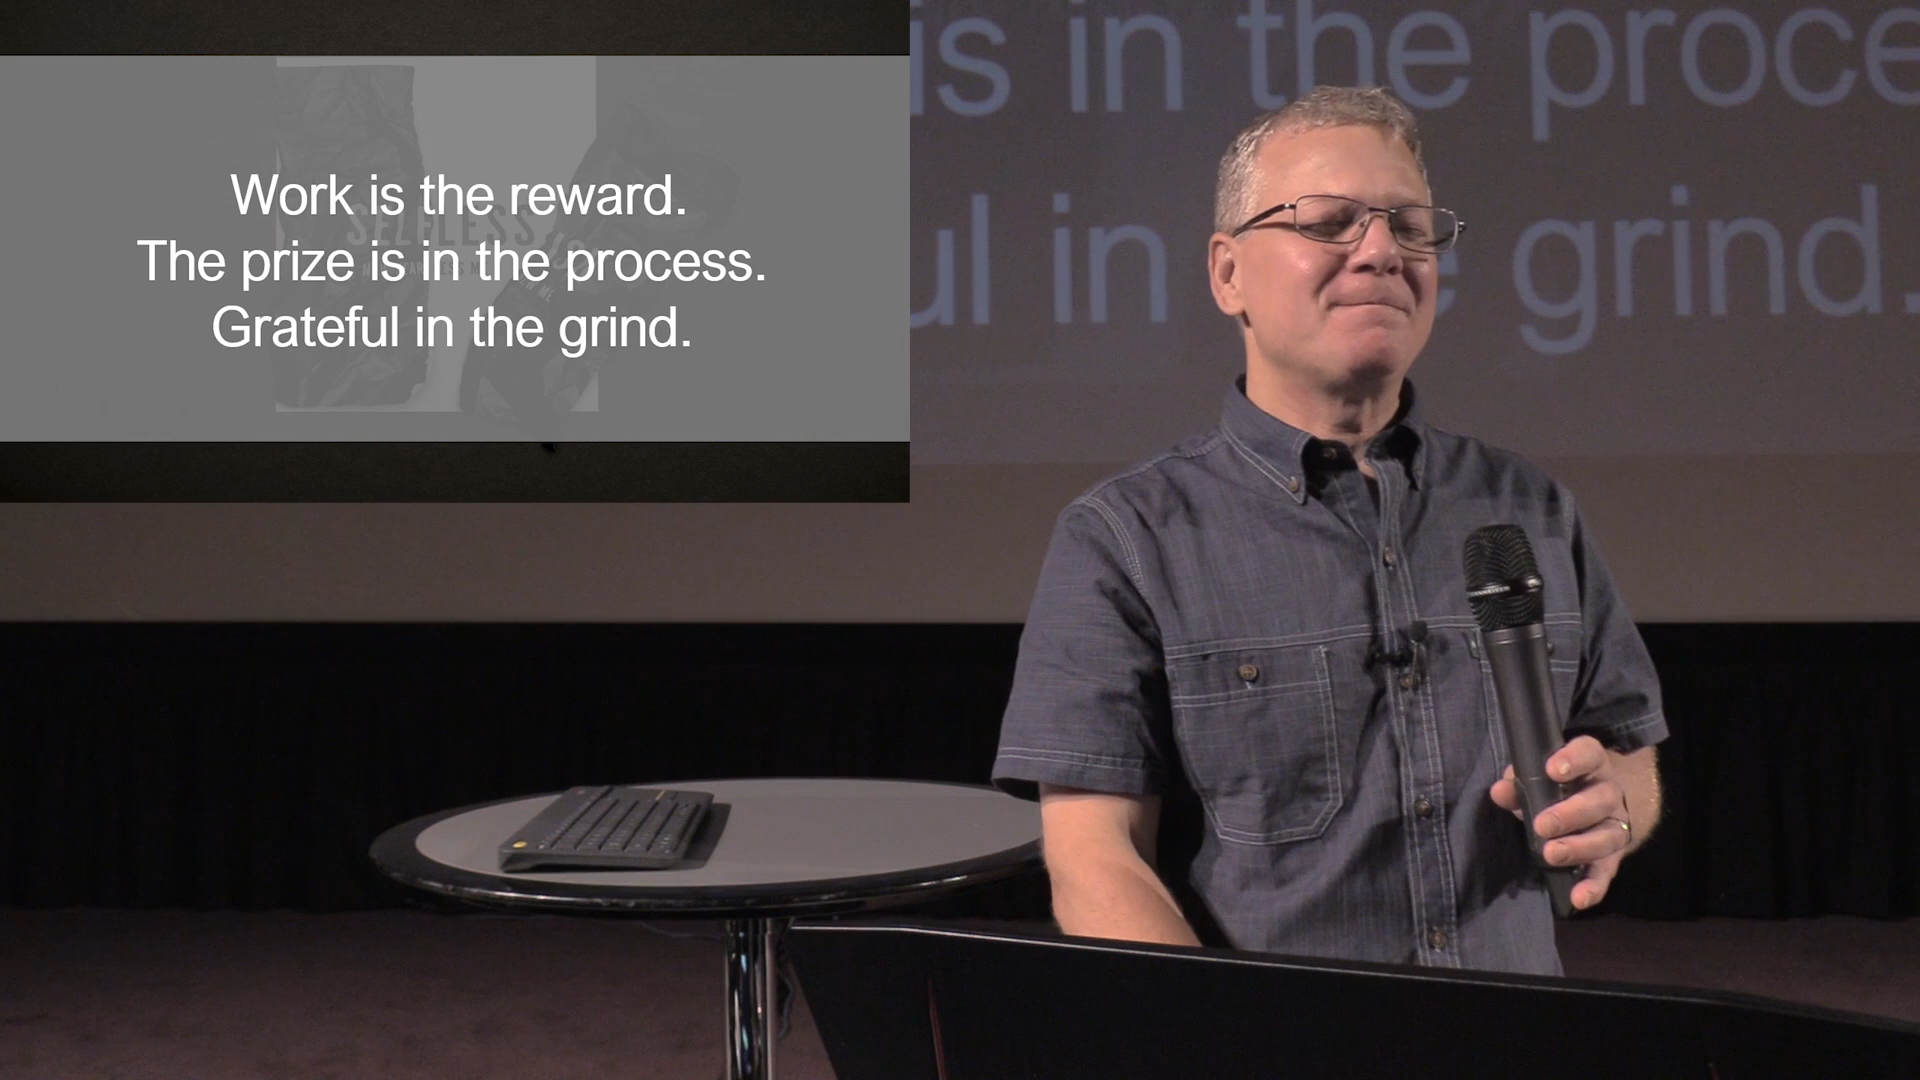 Work is the reward.
The prize is in the process.
Grateful in the grind.
SELFLESS
is in the proce
ul in
grind.